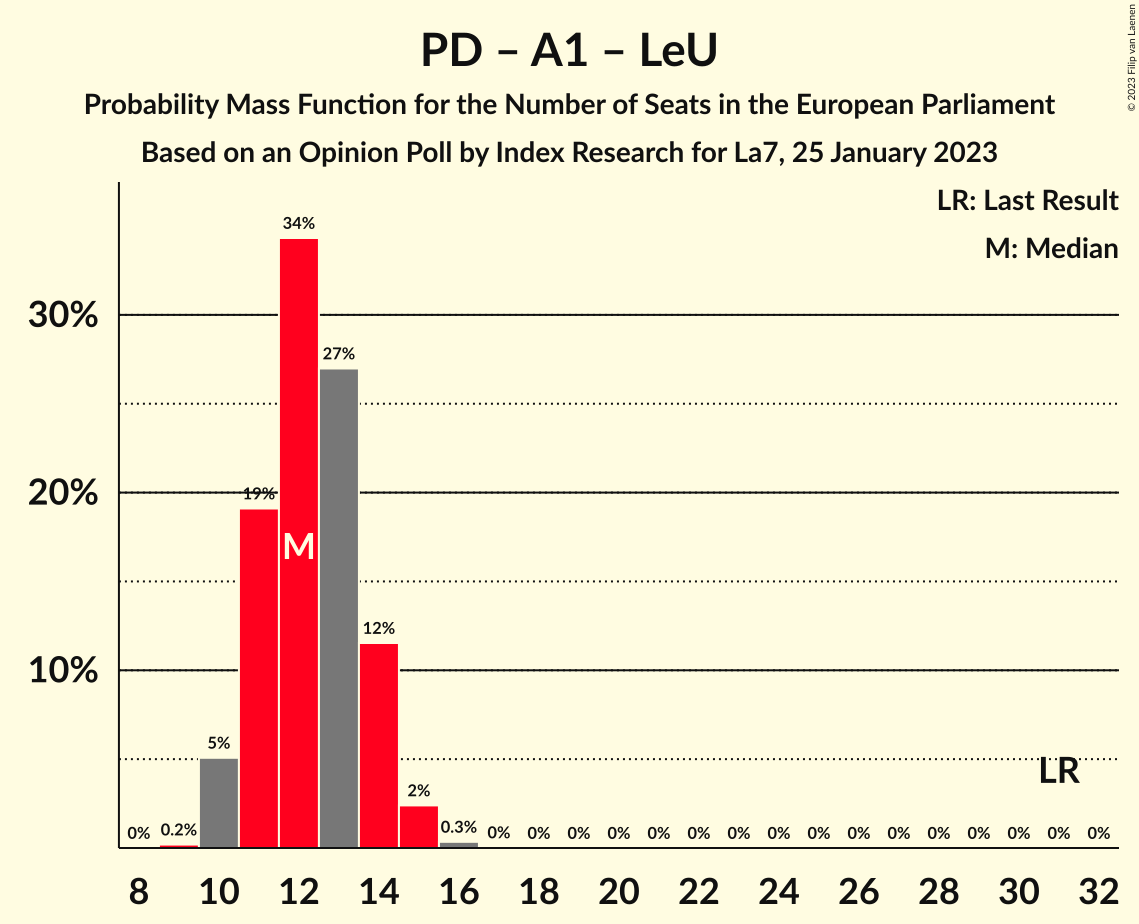 PD – A1 – LeU
Probability Mass Function for the Number of Seats in the European Parliament
Based on an Opinion Poll by Index Research for La7, 25 January 2023
© 2023 Filip van Laenen
LR: Last Result
M: Median
34%
30%
27%
20%
19%
M
12%
10%
5%
LR
2%
0% 0.2% 0.3% 0% 0% 0% 0% 0% 0% 0% 0% 0% 0% 0% 0% 0% 0% 0% 0%
8 10 12 14 16 18 20 22 24 26 28 30 32